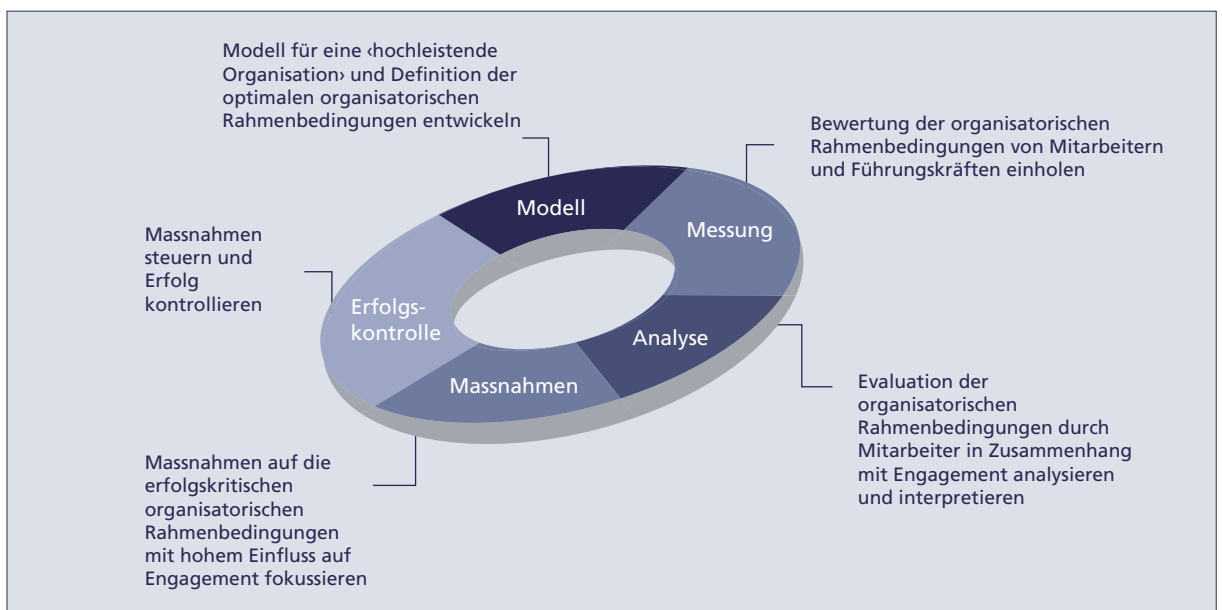 Modell für eine ‹hochleistende
Organisation› und Definition der
optimalen organisatorischen
Rahmenbedingungen entwickeln
Bewertung der organisatorischen
Rahmenbedingungen von Mitarbeitern
und Führungskräften einholen
Modell
Messung
Massnahmen
steuern und
Erfolg
kontrollieren
Erfolgs-
kontrolle
Analyse
Massnahmen
Evaluation der
organisatorischen
Rahmenbedingungen durch
Mitarbeiter in Zusammenhang
mit Engagement analysieren
und interpretieren
Massnahmen auf die
erfolgskritischen
organisatorischen
Rahmenbedingungen
mit hohem Einfluss auf
Engagement fokussieren